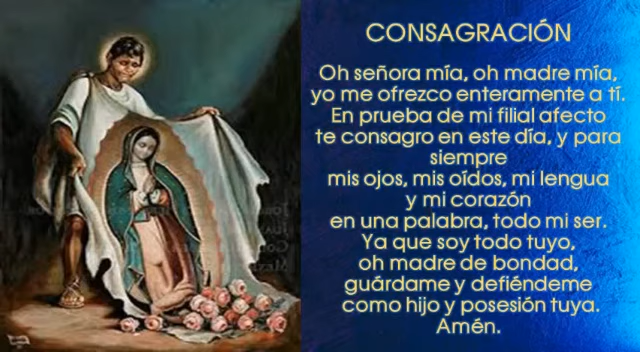 CONSAGRACIÓN
Oh señora mía, oh madre mía,
yo me ofrezco enteramente a tí.
En prueba de mi filial afecto
te consagro en este día, y para
siempre
mis ojos, mis oídos, mi lengua
y mi corazón
en una palabra, todo mi ser.
Ya que soy todo tuyo,
oh madre de bondad,
guárdame y defiéndeme
como hijo y posesión tuya.
Amén.